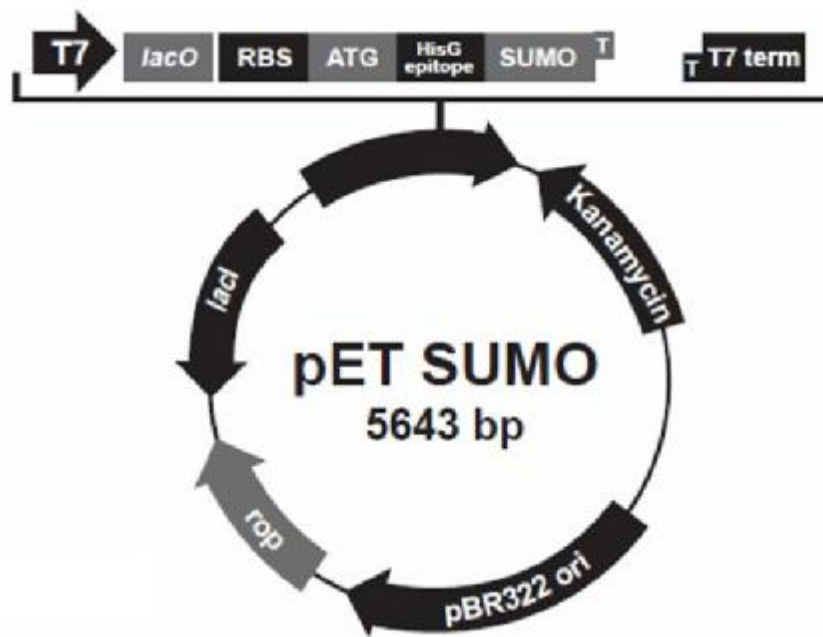 T7 lacO RBS ATG HisG epitope SUMO T T T7 term
Kanamycin
lacI
pET SUMO
5643 bp
rop
pBR322 ori